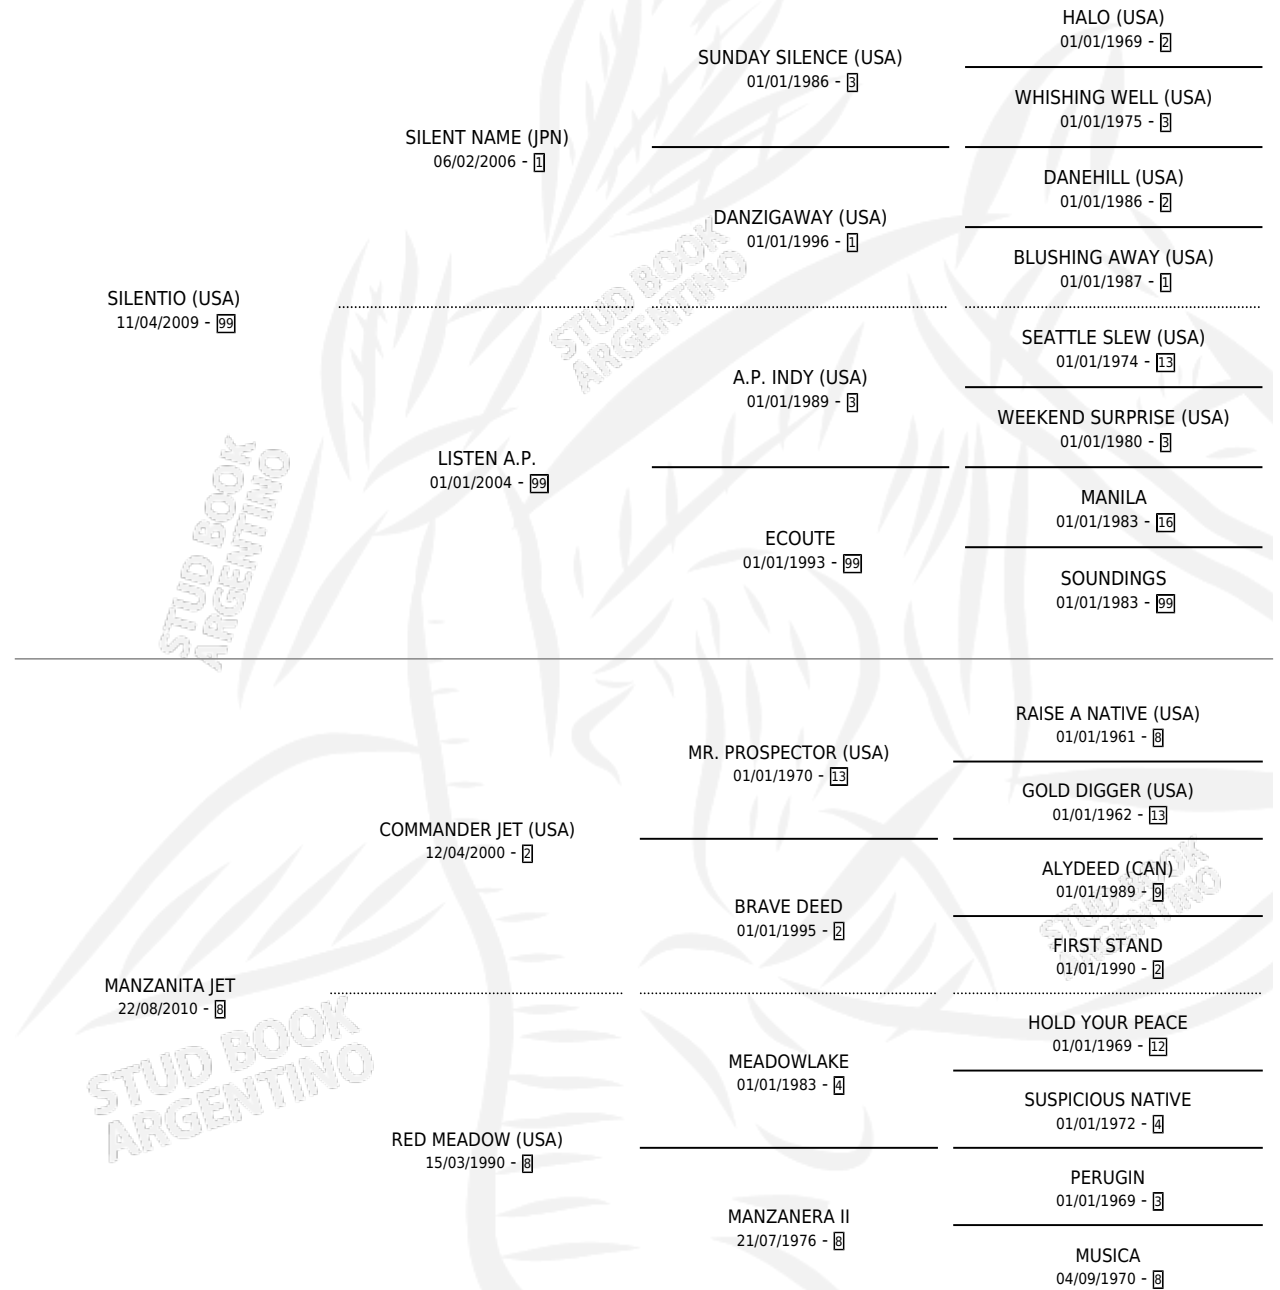 HALO (USA)
01/01/1969 - 2
SUNDAY SILENCE (USA)
01/01/1986 - 3
WHISHING WELL (USA)
01/01/1975 - 3
SILENT NAME (JPN)
06/02/2006 - 1
DANEHILL (USA)
01/01/1986 - 2
DANZIGAWAY (USA)
01/01/1996 - 1
BLUSHING AWAY (USA)
01/01/1987 - 1
SILENTIO (USA)
11/04/2009 - 99
SEATTLE SLEW (USA)
01/01/1974 - 13
A.P. INDY (USA)
01/01/1989 - 3
WEEKEND SURPRISE (USA)
01/01/1980 - 3
LISTEN A.P.
01/01/2004 - 99
MANILA
01/01/1983 - 16
ECOUTE
01/01/1993 - 99
SOUNDINGS
01/01/1983 - 99
STUD BOOK
ARGENTINO
STUD BOOK
ARGENTINO
RAISE A NATIVE (USA)
01/01/1961 - 8
MR. PROSPECTOR (USA)
01/01/1970 - 13
GOLD DIGGER (USA)
01/01/1962 - 13
COMMANDER JET (USA)
12/04/2000 - 2
ALYDEED (CAN)
01/01/1989 - 9
BRAVE DEED
01/01/1995 - 2
FIRST STAND
01/01/1990 - 2
MANZANITA JET
22/08/2010 - 8
HOLD YOUR PEACE
01/01/1969 - 12
MEADOWLAKE
01/01/1983 - 4
SUSPICIOUS NATIVE
01/01/1972 - 4
RED MEADOW (USA)
15/03/1990 - 8
PERUGIN
01/01/1969 - 3
MANZANERA II
21/07/1976 - 8
MUSICA
04/09/1970 - 8
STUD BOOK
ARGENTINO
STUD BOOK
ARGENTINO